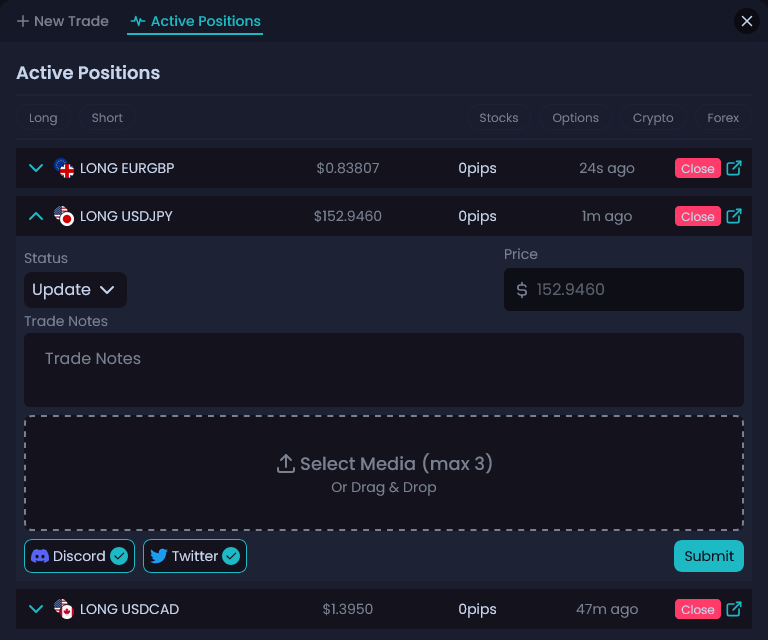 New Trade Active Positions
Active Positions
Long Short Stocks Options Crypto Forex
LONG EURGBP $0.83807 0pips 24s ago Close
LONG USDJPY $152.9460 0pips 1m ago Close
Status Price
Update $ 152.9460
Trade Notes
Trade Notes
Select Media (max 3)
Or Drag & Drop
Discord Twitter Submit
LONG USDCAD $1.3950 0pips 47m ago Close